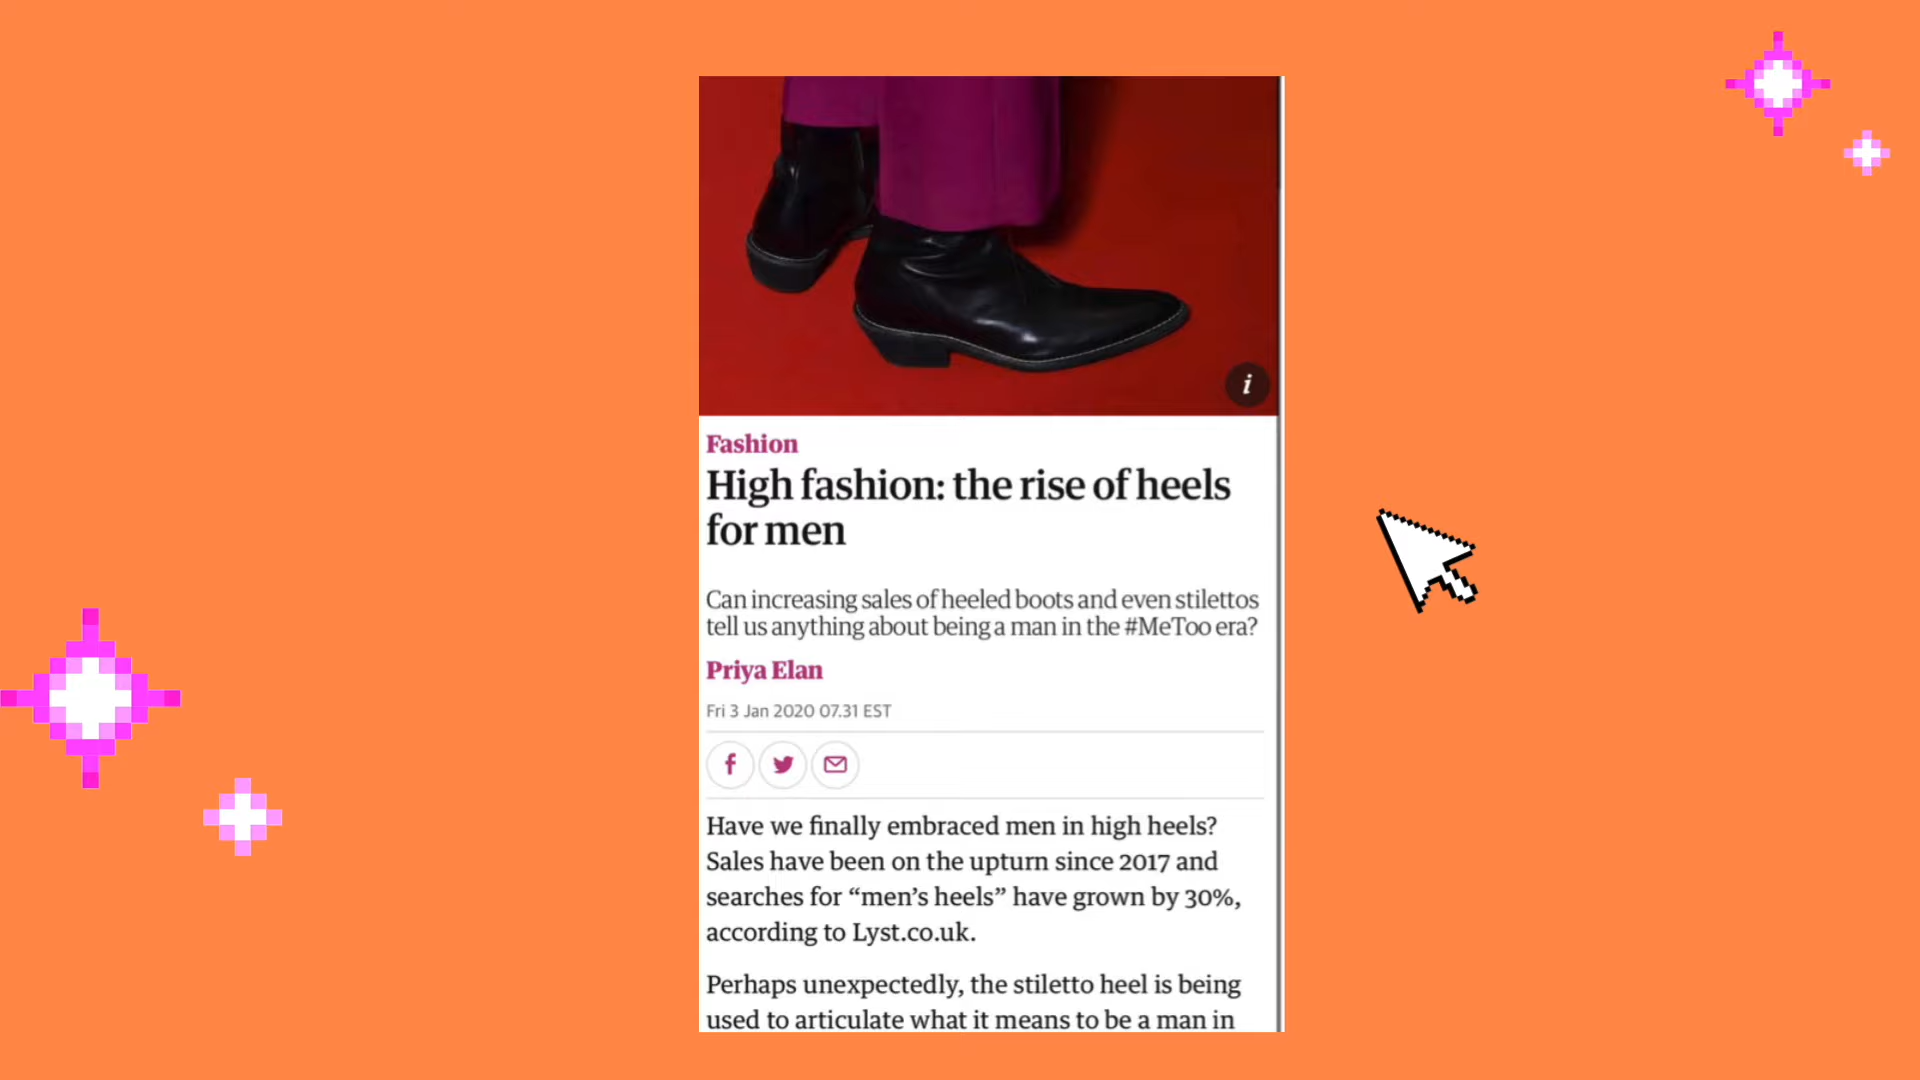 i
Fashion
High fashion: the rise of heels
for men
Can increasing sales of heeled boots and even stilettos
tell us anything about being a man in the #MeToo era?
Priya Elan
Fri 3 Jan 2020 07.31 EST
Have we finally embraced men in high heels?
Sales have been on the upturn since 2017 and
searches for “men’s heels” have grown by 30%,
according to Lyst.co.uk.
Perhaps unexpectedly, the stiletto heel is being
used to articulate what it means to be a man in